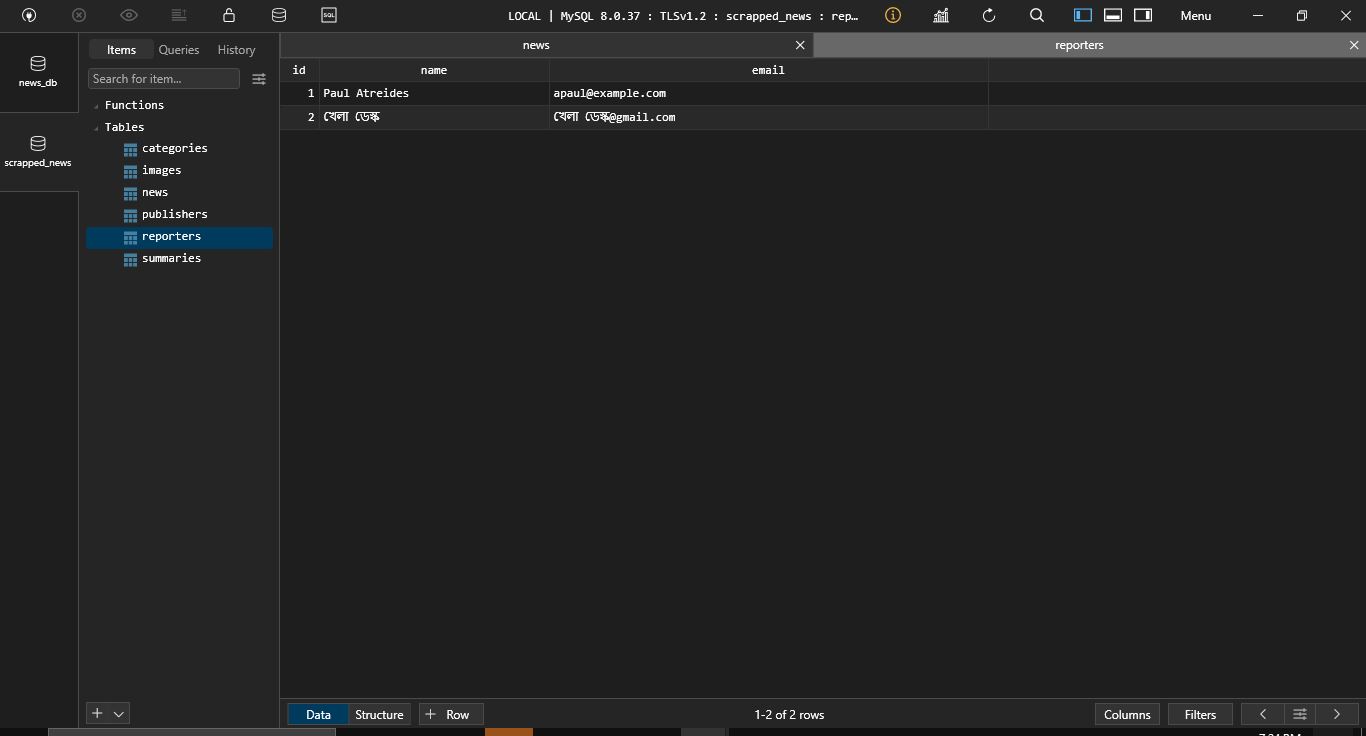 SQL LOCAL | MySQL 8.0.37 : TLSv1.2 : scrapped_news : rep… Menu
news_db
scrapped_news
Items Queries History
Search for item...
Functions
Tables
categories
images
news
publishers
reporters
summaries
news reporters
id name email
1 Paul Atreides apaul@example.com
2 খেলা ডেস্ক খেলা ডেস্ক@gmail.com
Data Structure + Row 1-2 of 2 rows Columns Filters